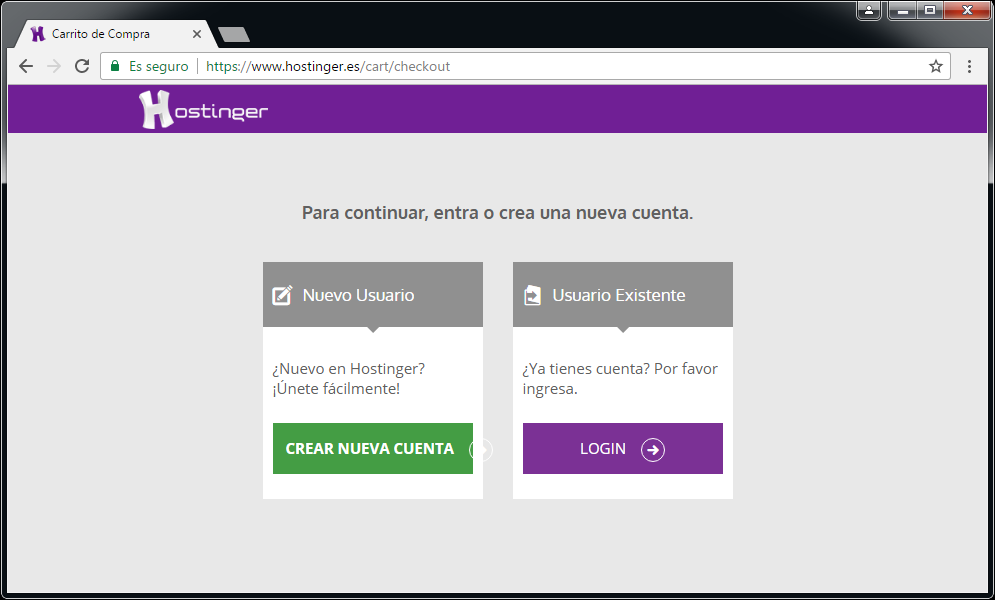 Carrito de Compra
Es seguro
https://www.hostinger.es/cart/checkout
Hostinger
Para continuar, entra o crea una nueva cuenta.
Nuevo Usuario
¿Nuevo en Hostinger?
¡Únete fácilmente!
CREAR NUEVA CUENTA
Usuario Existente
¿Ya tienes cuenta? Por favor
ingresa.
LOGIN